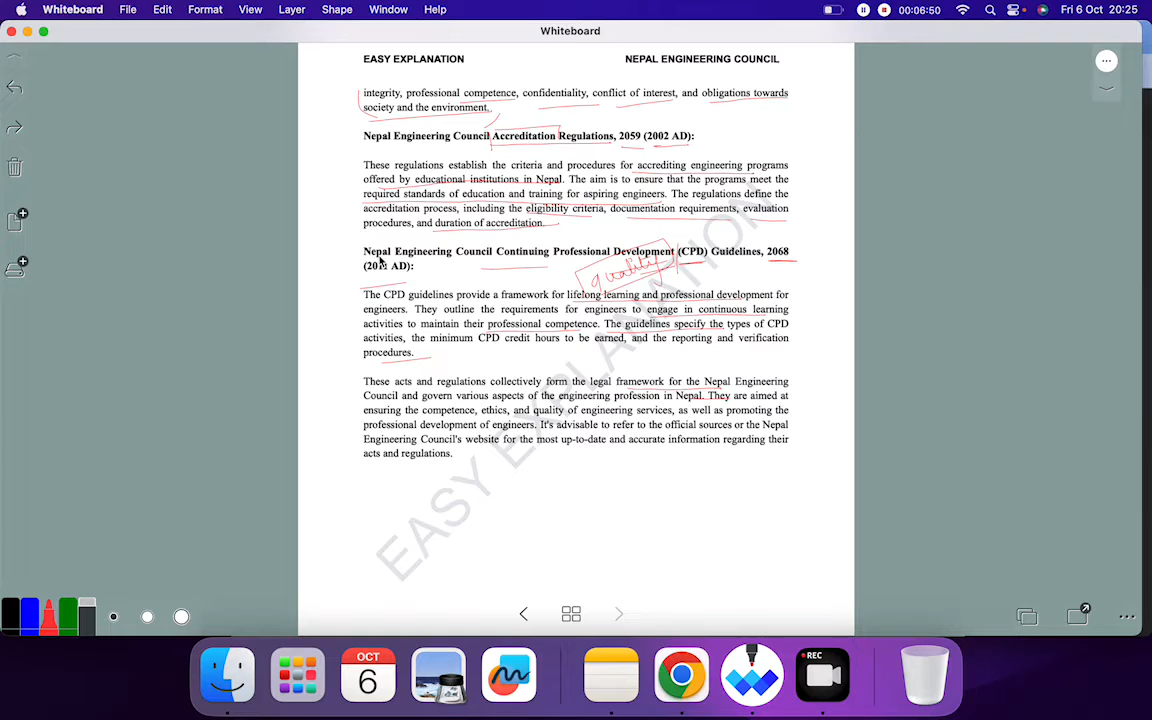 Whiteboard File Edit Format View Layer Shape Window Help 00:06:50 Fri 6 Oct 20:25
Whiteboard
EASY EXPLANATION NEPAL ENGINEERING COUNCIL
integrity, professional competence, confidentiality, conflict of interest, and obligations towards
society and the environment.
Nepal Engineering Council Accreditation Regulations, 2059 (2002 AD):
These regulations establish the criteria and procedures for accrediting engineering programs
offered by educational institutions in Nepal. The aim is to ensure that the programs meet the
required standards of education and training for aspiring engineers. The regulations define the
accreditation process, including the eligibility criteria, documentation requirements, evaluation
procedures, and duration of accreditation.
Nepal Engineering Council Continuing Professional Development (CPD) Guidelines, 2068
AD):
quality
The CPD guidelines provide a framework for lifelong learning and professional development for
engineers. They outline the requirements for engineers to engage in continuous learning
activities to maintain their professional competence. The guidelines specify the types of CPD
activities, the minimum CPD credit hours to be earned, and the reporting and verification
procedures.
These acts and regulations collectively form the legal framework for the Nepal Engineering
Council and govern various aspects of the engineering profession in Nepal. They are aimed at
ensuring the competence, ethics, and quality of engineering services, as well as promoting the
professional development of engineers. It's advisable to refer to the official sources or the Nepal
Engineering Council's website for the most up-to-date and accurate information regarding their
acts and regulations.
EASY EXPLANATION
OCT
6
REC